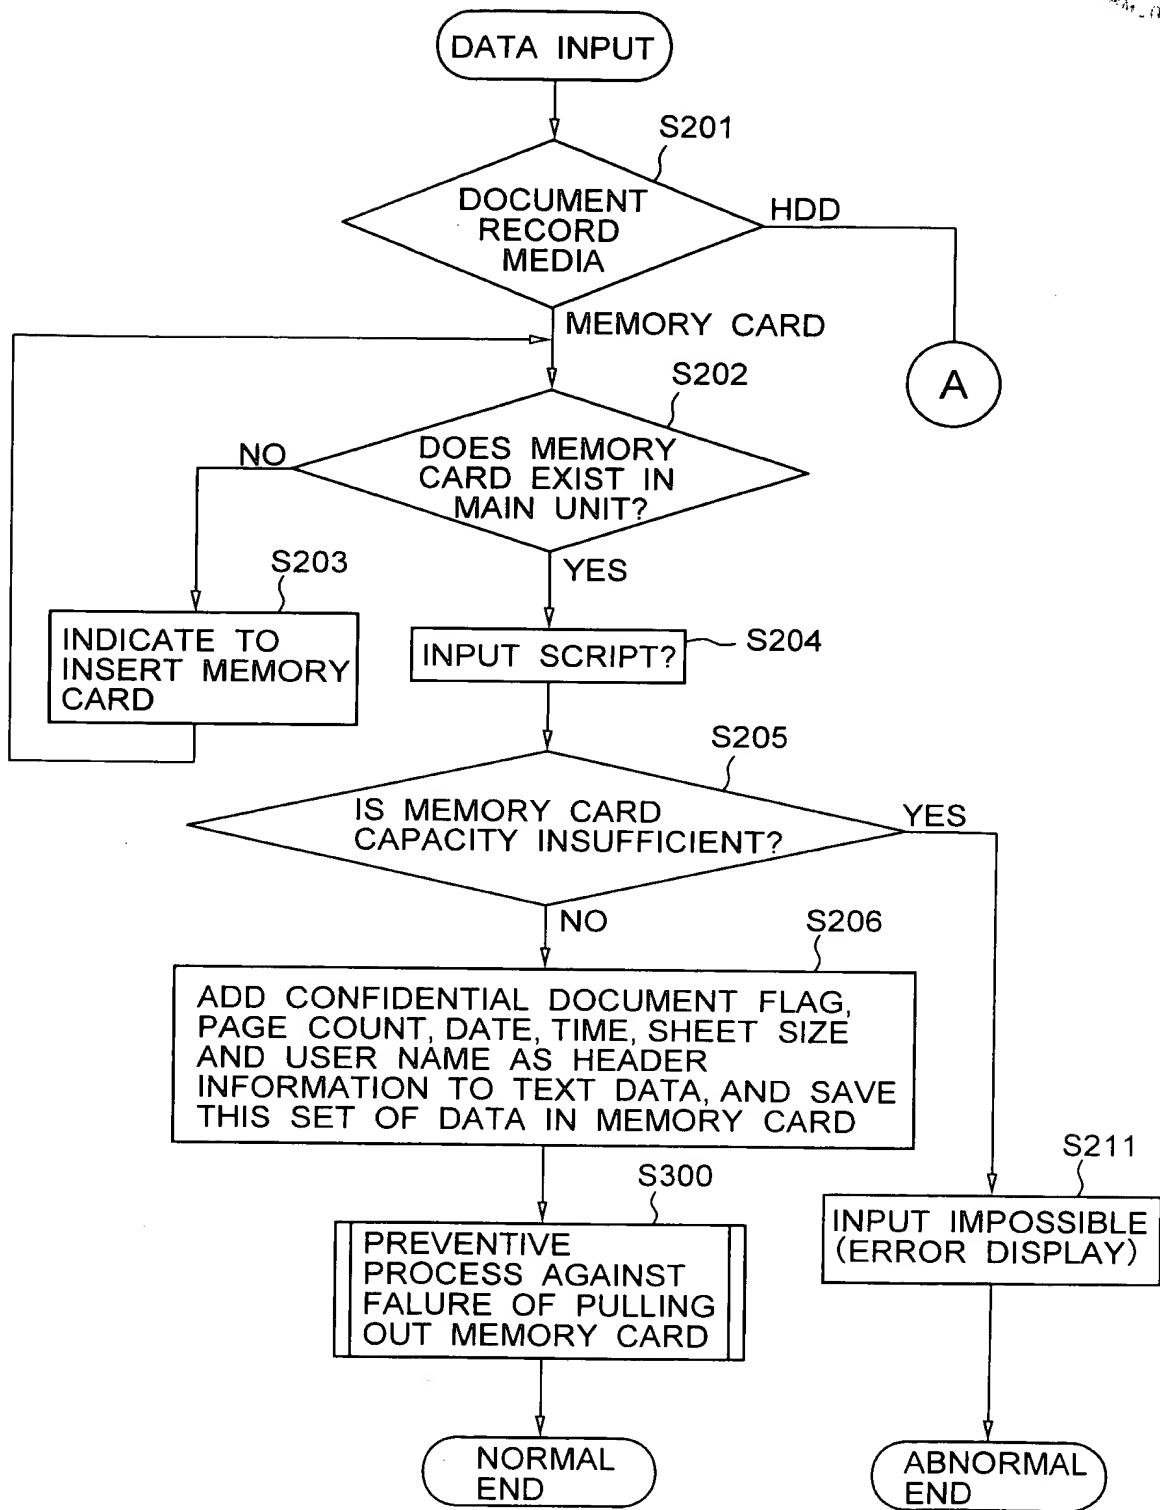 DATA INPUT
S201
DOCUMENT
RECORD
MEDIA
HDD
MEMORY CARD
A
S202
DOES MEMORY
CARD EXIST IN
MAIN UNIT?
NO
YES
S203
INDICATE TO
INSERT MEMORY
CARD
INPUT SCRIPT?
S204
S205
IS MEMORY CARD
CAPACITY INSUFFICIENT?
YES
NO
S206
ADD CONFIDENTIAL DOCUMENT FLAG,
PAGE COUNT, DATE, TIME, SHEET SIZE
AND USER NAME AS HEADER
INFORMATION TO TEXT DATA, AND SAVE
THIS SET OF DATA IN MEMORY CARD
S300
PREVENTIVE
PROCESS AGAINST
FALURE OF PULLING
OUT MEMORY CARD
S211
INPUT IMPOSSIBLE
(ERROR DISPLAY)
NORMAL
END
ABNORMAL
END